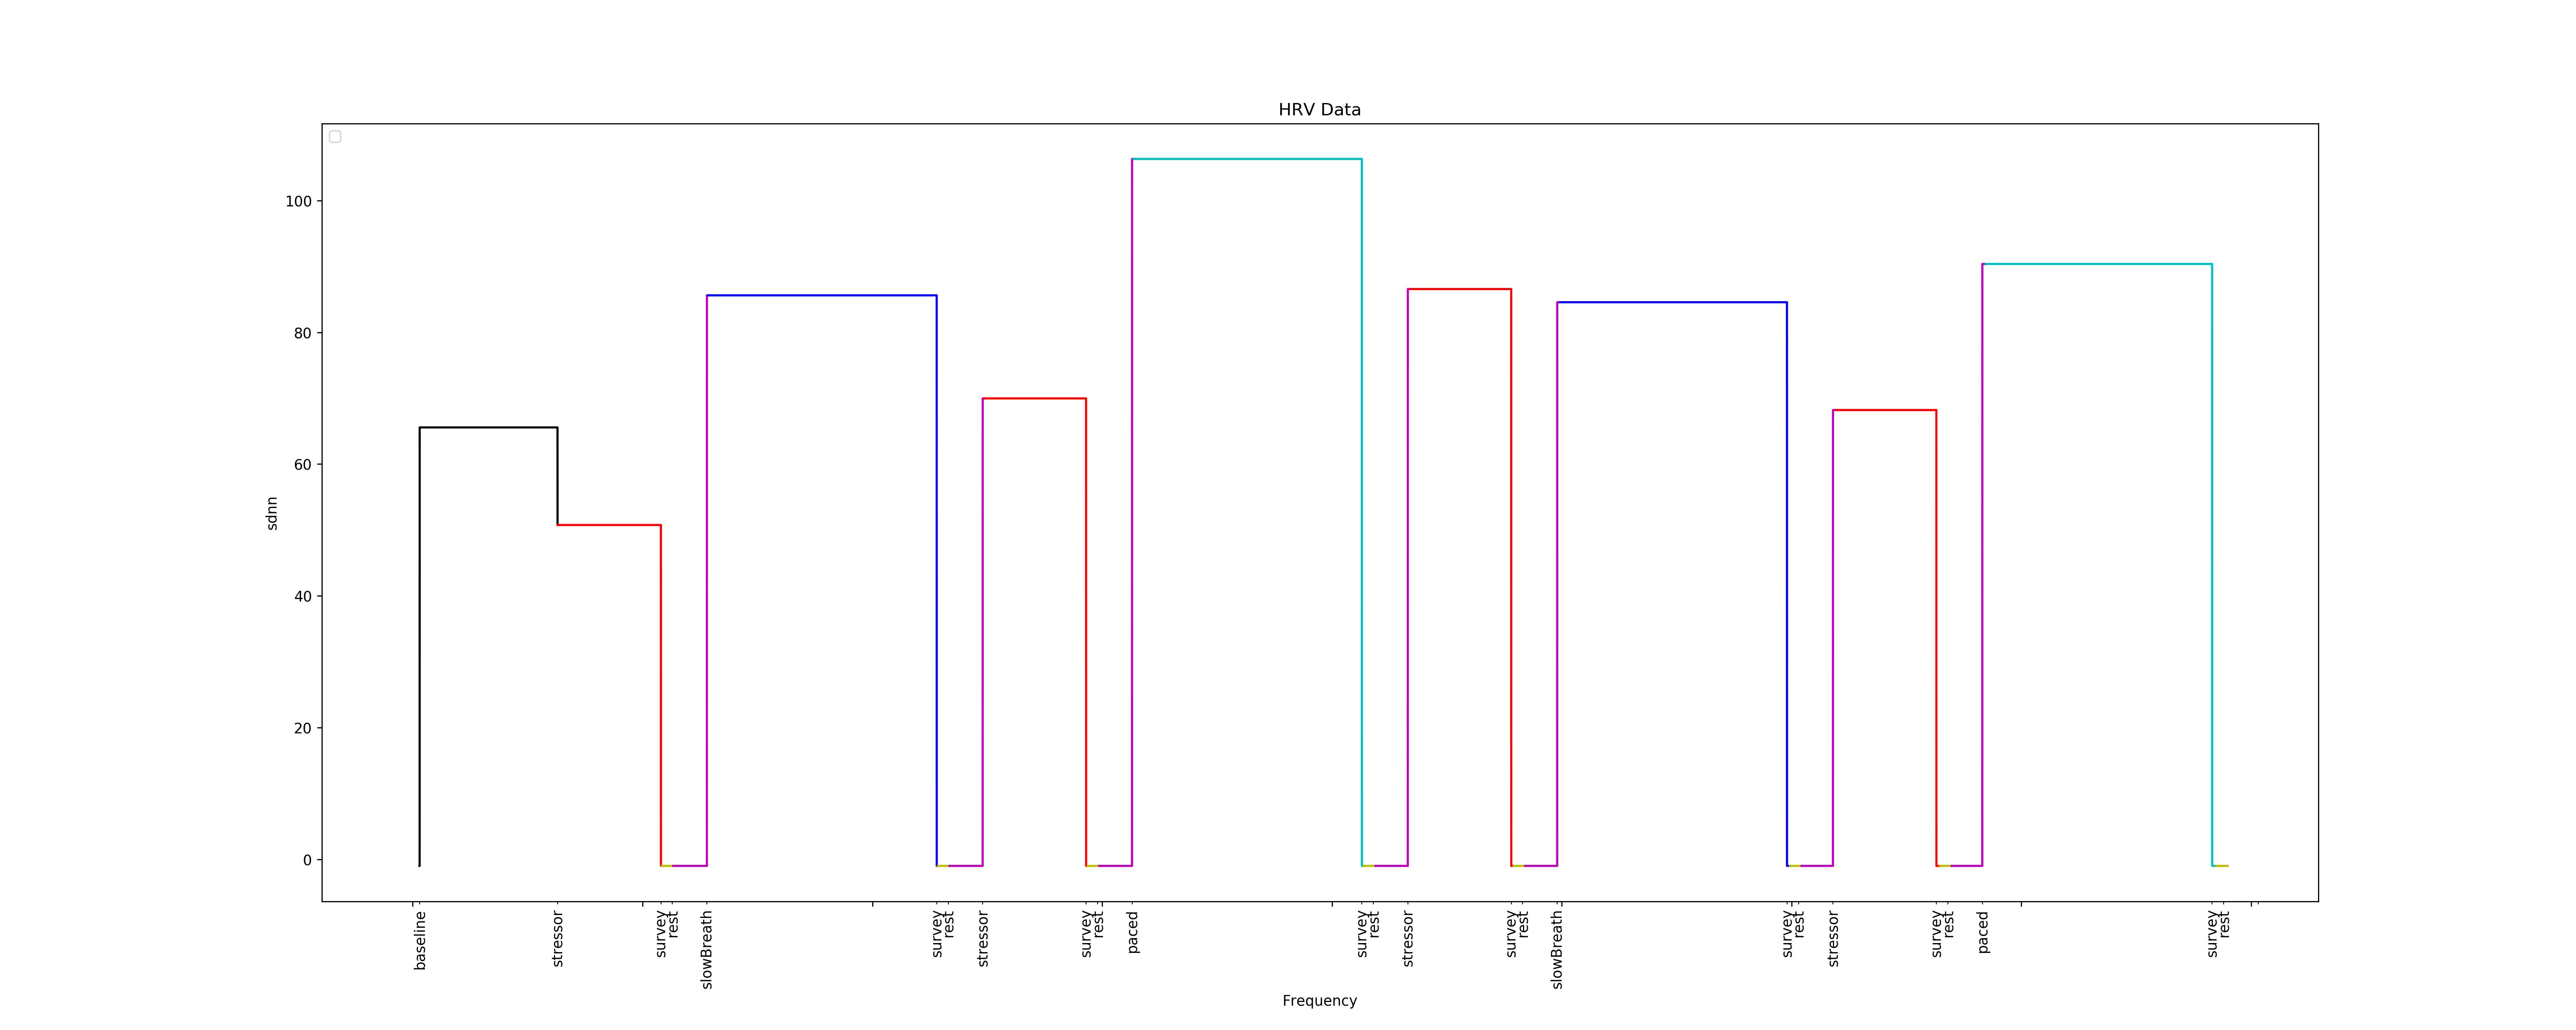 HRV Data
100
80
60
40
20
0
sdnn
baseline
stressor
survey
rest
slowBreath
survey
rest
stressor
survey
rest
paced
survey
rest
stressor
survey
rest
slowBreath
survey
rest
stressor
survey
rest
paced
survey
rest
Frequency